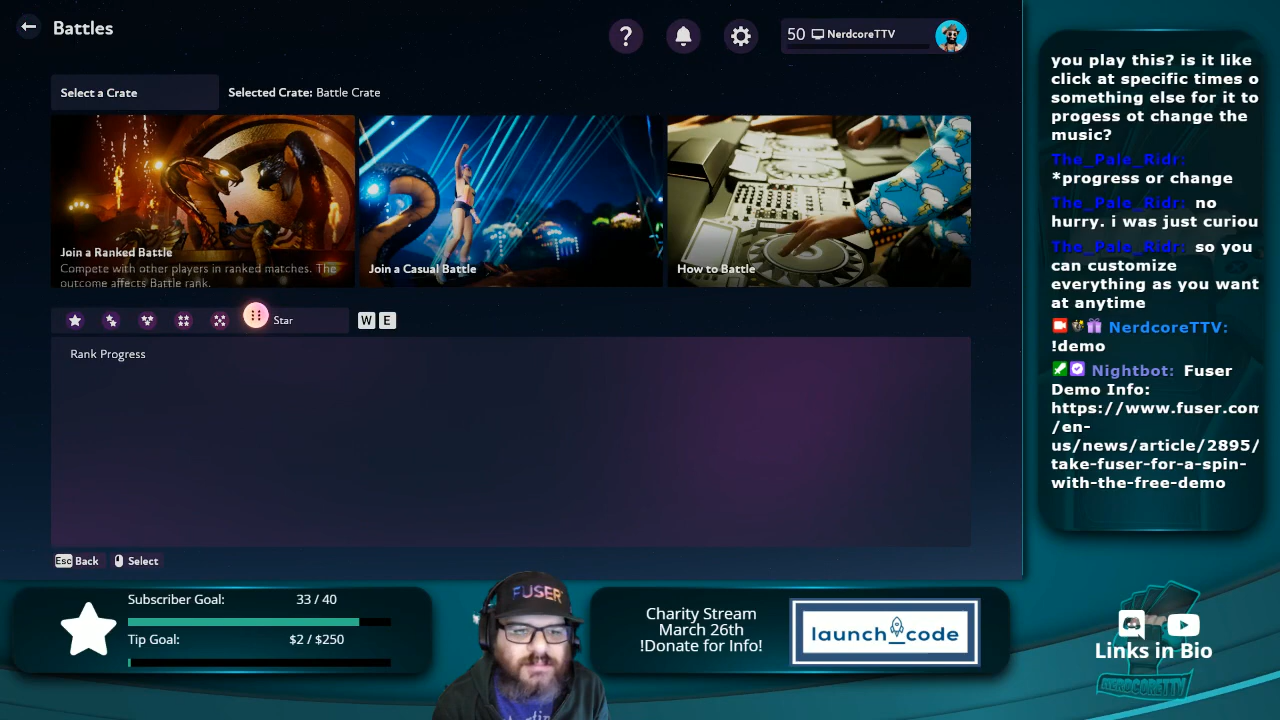 Battles
50 NerdcoreTTV
Select a Crate
Selected Crate: Battle Crate
Join a Ranked Battle
Compete with other players in ranked matches. The
outcome affects Battle rank.
Join a Casual Battle
How to Battle
Star
W E
Rank Progress
Esc Back
Select
you play this? is it like
click at specific times o
something else for it to
progess ot change the
music?
The_Pale_Ridr:
*progress or change
The_Pale_Ridr: no
hurry. i was just curiou
The_Pale_Ridr: so you
can customize
everything as you want
at anytime
NerdcoreTTV:
!demo
Nightbot: Fuser
Demo Info:
https://www.fuser.com
/en-
us/news/article/2895/
take-fuser-for-a-spin-
with-the-free-demo
Subscriber Goal: 33 / 40
Tip Goal: $2 / $250
FUSER
Charity Stream
March 26th
!Donate for Info!
launch_code
Links in Bio
NERDCORETTV